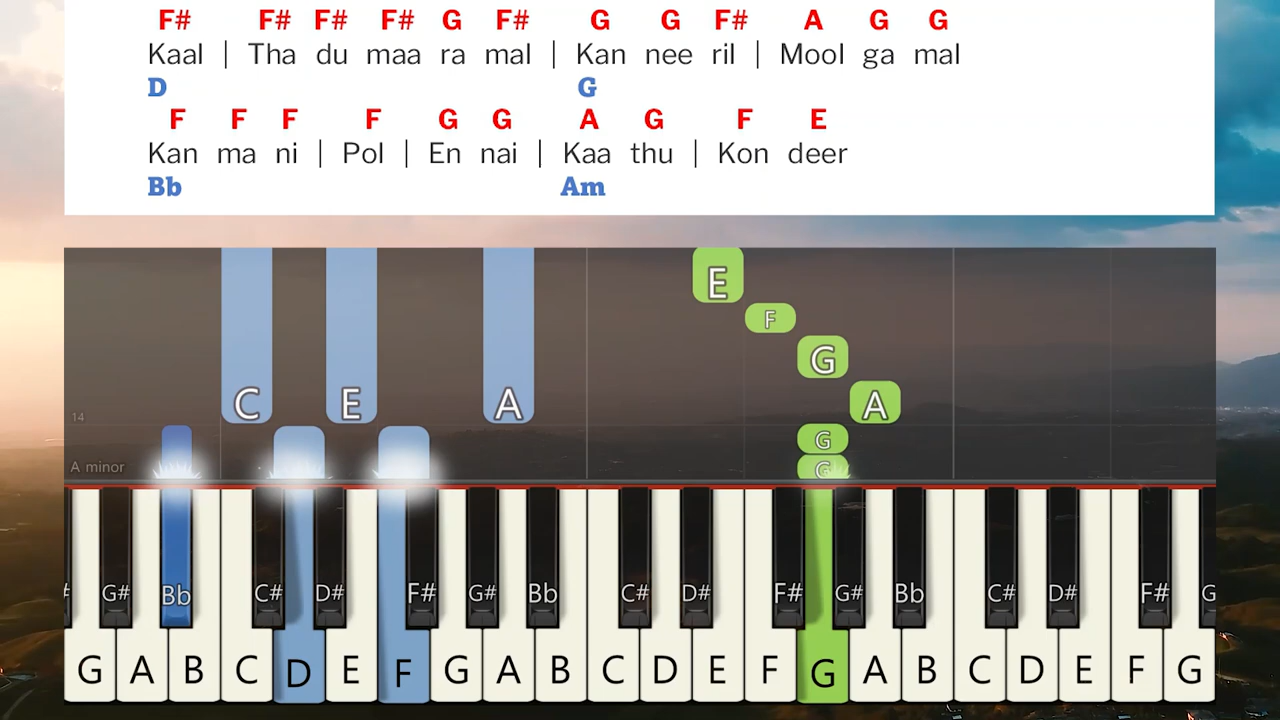 F# F# F# F# G F# G G F# A G G
Kaal | Tha du maa ra mal | Kan nee ril | Mool ga mal
D G
F F F F G G A G F E
Kan ma ni | Pol | En nai | Kaa thu | Kon deer
Bb Am
E
F
G
C E A A
14
G
A minor G
G# Bb C# D# F# G# Bb C# D# F# G# Bb C# D# F# G
G A B C D E F G A B C D E F G A B C D E F G